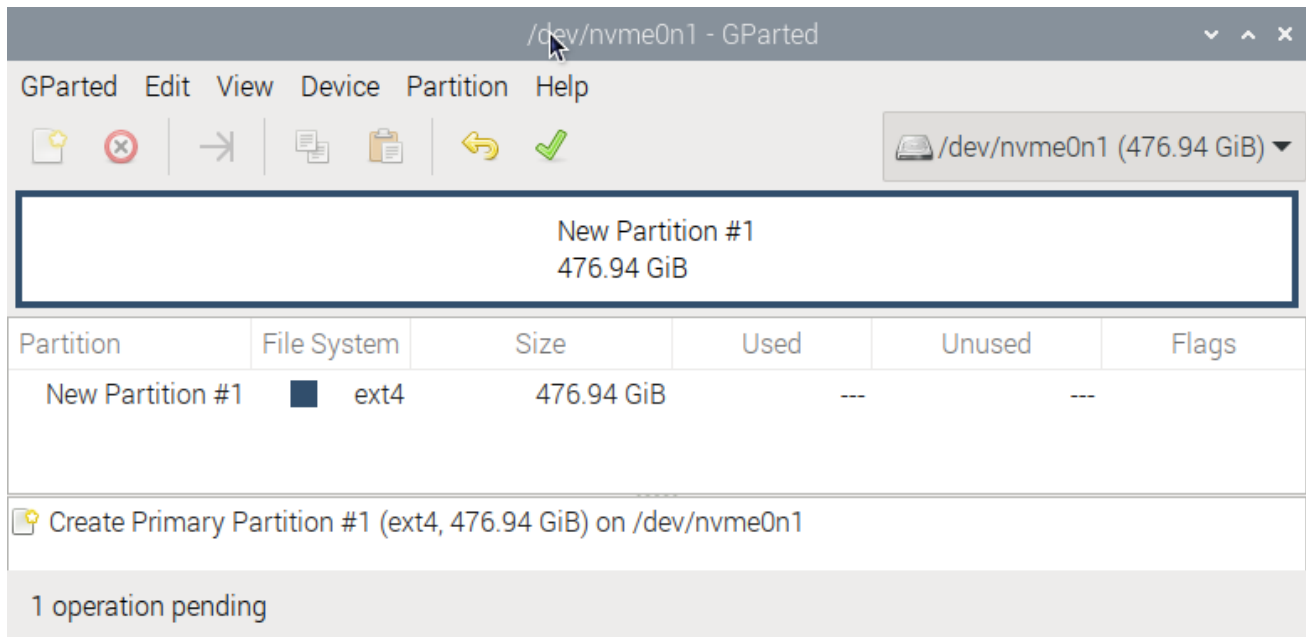 /dev/nvme0n1 - GParted
GParted Edit View Device Partition Help
/dev/nvme0n1 (476.94 GiB)
New Partition #1
476.94 GiB
Partition File System Size Used Unused Flags
New Partition #1 ext4 476.94 GiB --- ---
Create Primary Partition #1 (ext4, 476.94 GiB) on /dev/nvme0n1
1 operation pending